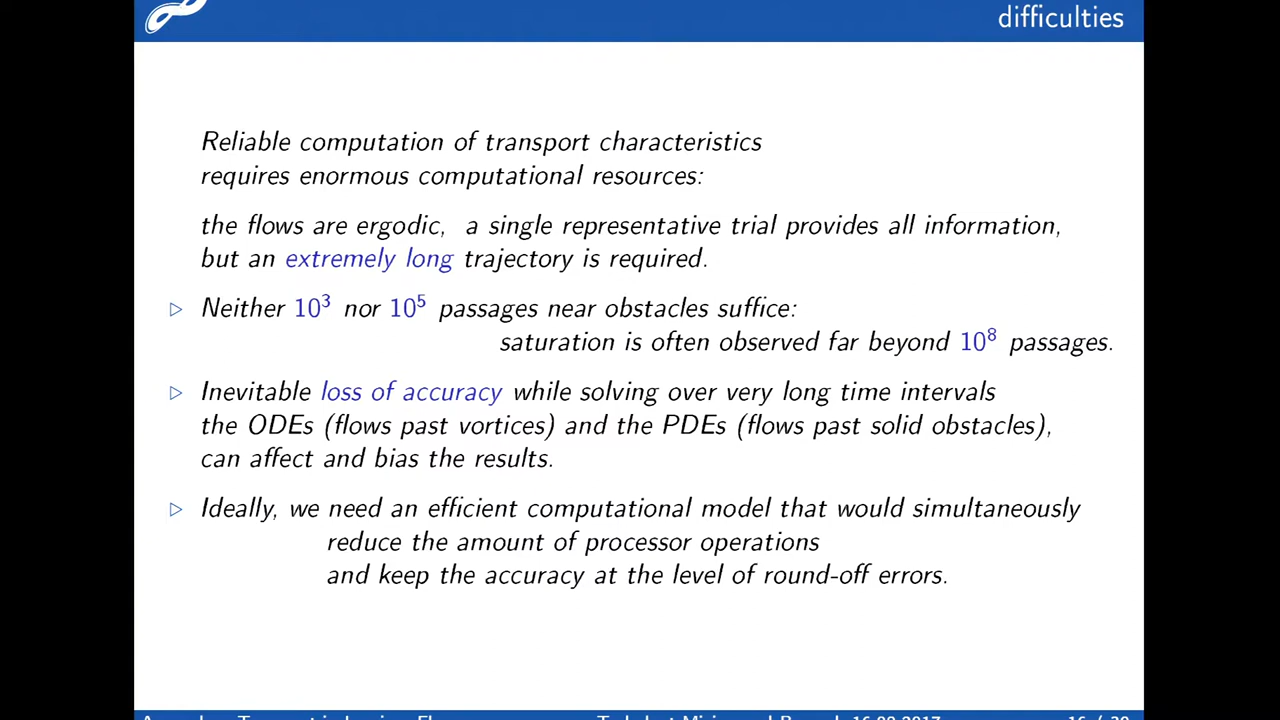 difficulties
Reliable computation of transport characteristics
requires enormous computational resources:
the flows are ergodic, a single representative trial provides all information,
but an extremely long trajectory is required.
▷ Neither 10³ nor 10⁵ passages near obstacles suffice:
saturation is often observed far beyond 10⁸ passages.
▷ Inevitable loss of accuracy while solving over very long time intervals
the ODEs (flows past vortices) and the PDEs (flows past solid obstacles),
can affect and bias the results.
▷ Ideally, we need an efficient computational model that would simultaneously
reduce the amount of processor operations
and keep the accuracy at the level of round-off errors.